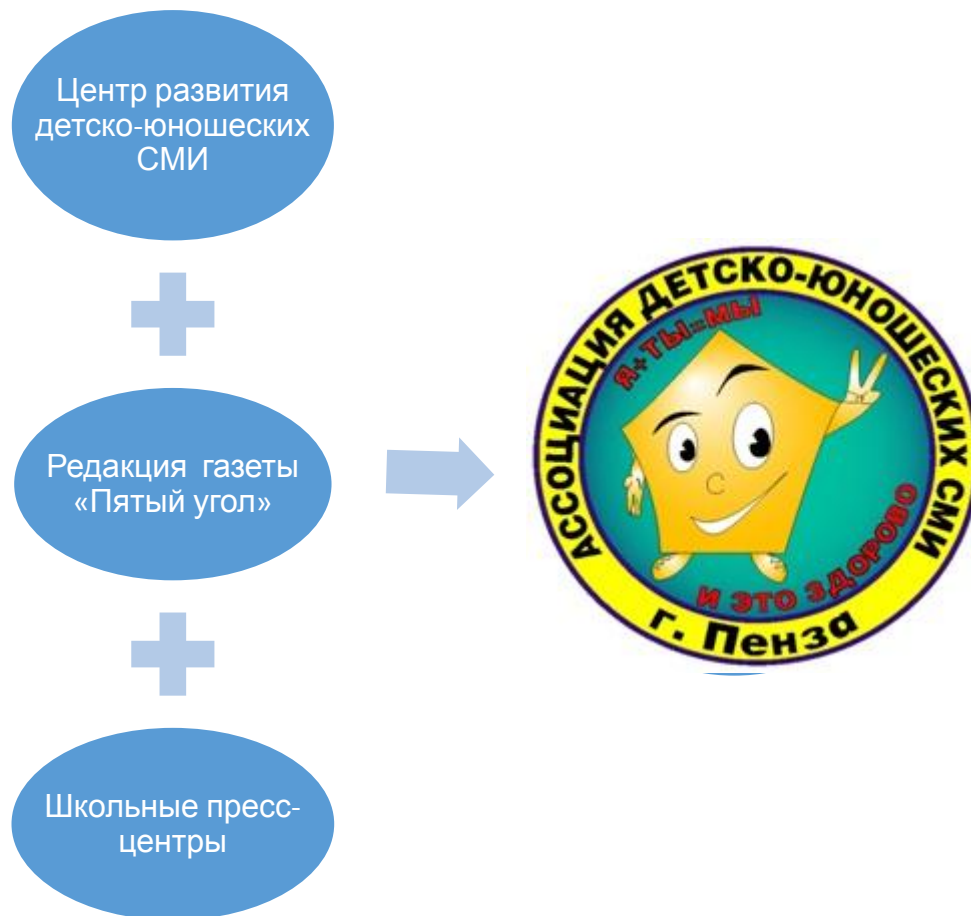 Центр развития
детско-юношеских
СМИ
Редакция газеты
«Пятый угол»
Школьные пресс-
центры
АССОЦИАЦИЯ ДЕТСКО-ЮНОШЕСКИХ СМИ
Я+ТЫ=МЫ
И ЭТО ЗДОРОВО
г. Пенза